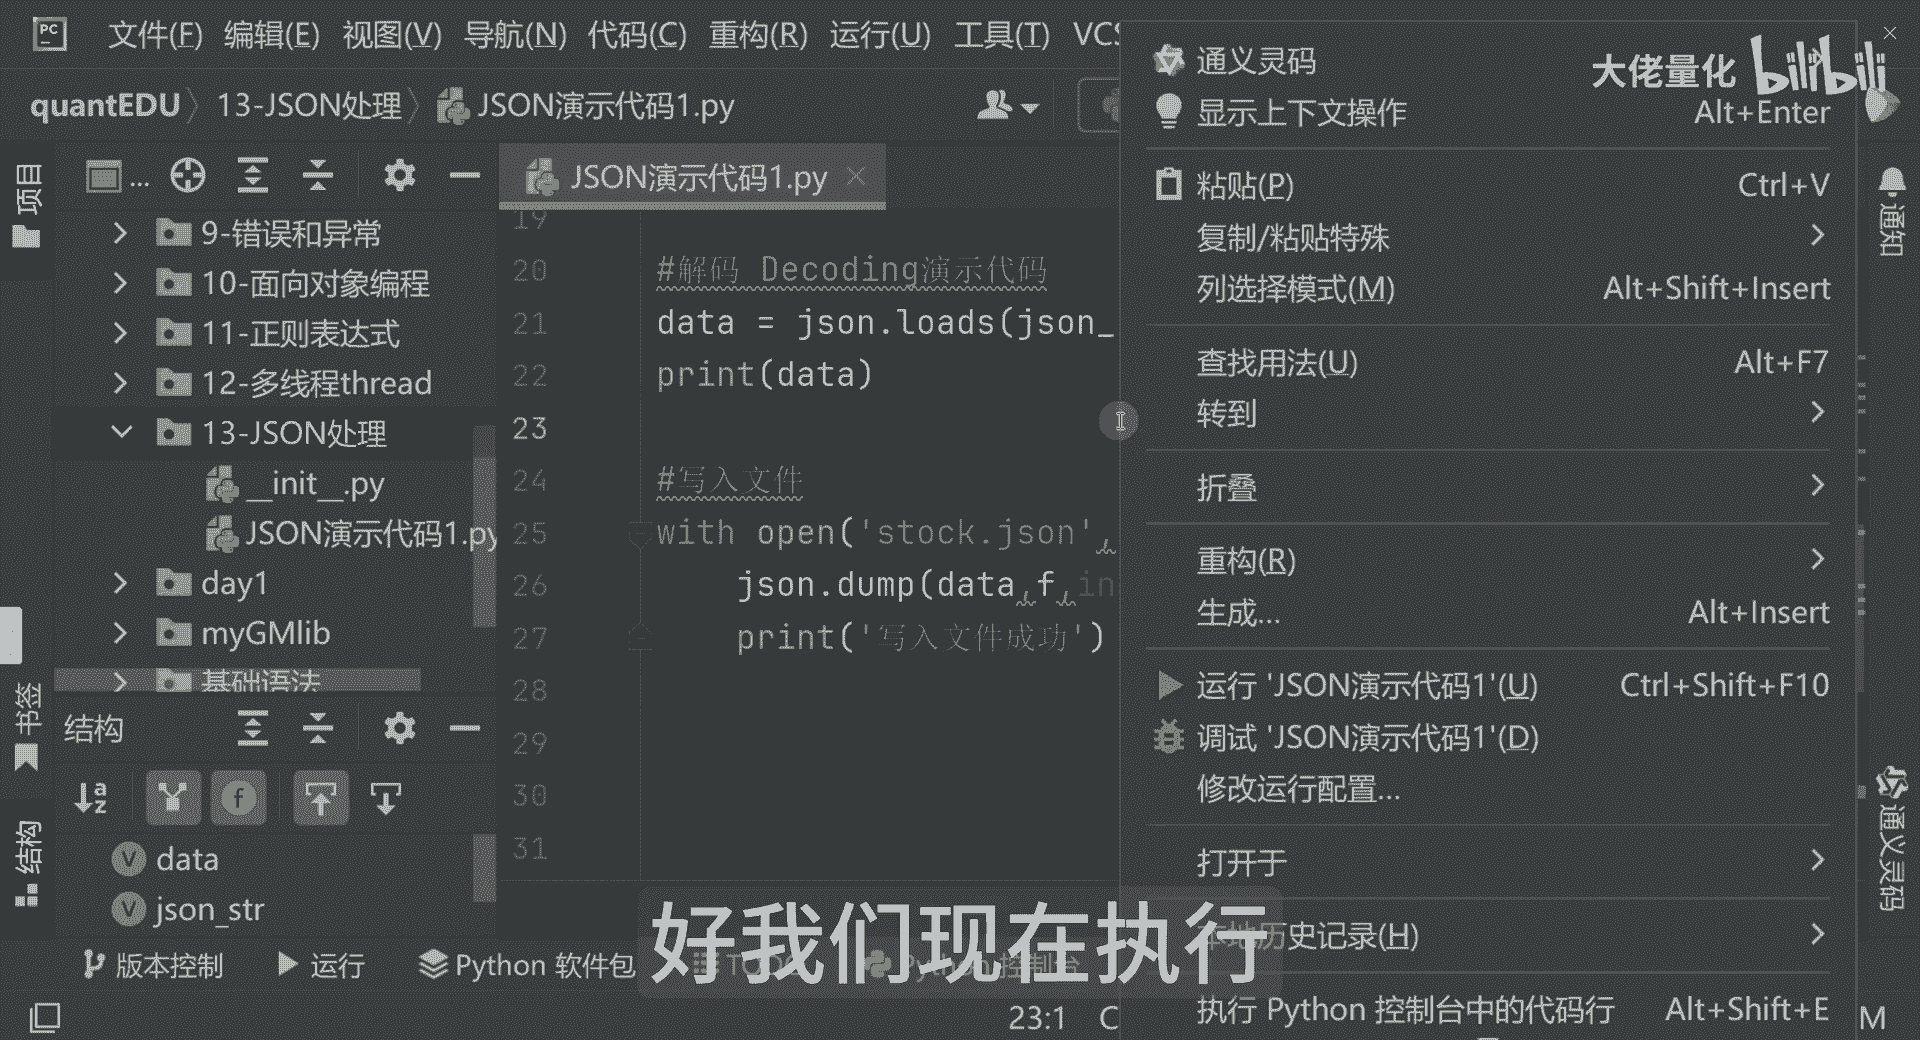 PC 文件(F) 编辑(E) 视图(V) 导航(N) 代码(C) 重构(R) 运行(U) 工具(T) VCS
quantEDU 13-JSON处理 JSON演示代码1.py
大佬量化 bilibili
项目
...
9-错误和异常
10-面向对象编程
11-正则表达式
12-多线程thread
13-JSON处理
__init__.py
JSON演示代码1.py
day1
myGMlib
基础语法
书签
结构
结构
data
json_str
JSON演示代码1.py
19
20 #解码 Decoding演示代码
21 data = json.loads(json_
22 print(data)
23
24 #写入文件
25 with open('stock.json',
26 json.dump(data,f,in
27 print('写入文件成功')
28
29
30
31
通义灵码
显示上下文操作 Alt+Enter
粘贴(P) Ctrl+V
复制/粘贴特殊
列选择模式(M) Alt+Shift+Insert
查找用法(U) Alt+F7
转到
折叠
重构(R)
生成... Alt+Insert
运行 'JSON演示代码1'(U) Ctrl+Shift+F10
调试 'JSON演示代码1'(D)
修改运行配置...
打开于
本地历史记录(H)
执行 Python 控制台中的代码行 Alt+Shift+E
通知
通义灵码
好我们现在执行
版本控制 运行 Python 软件包 TODO Python 控制台
23:1 C
M